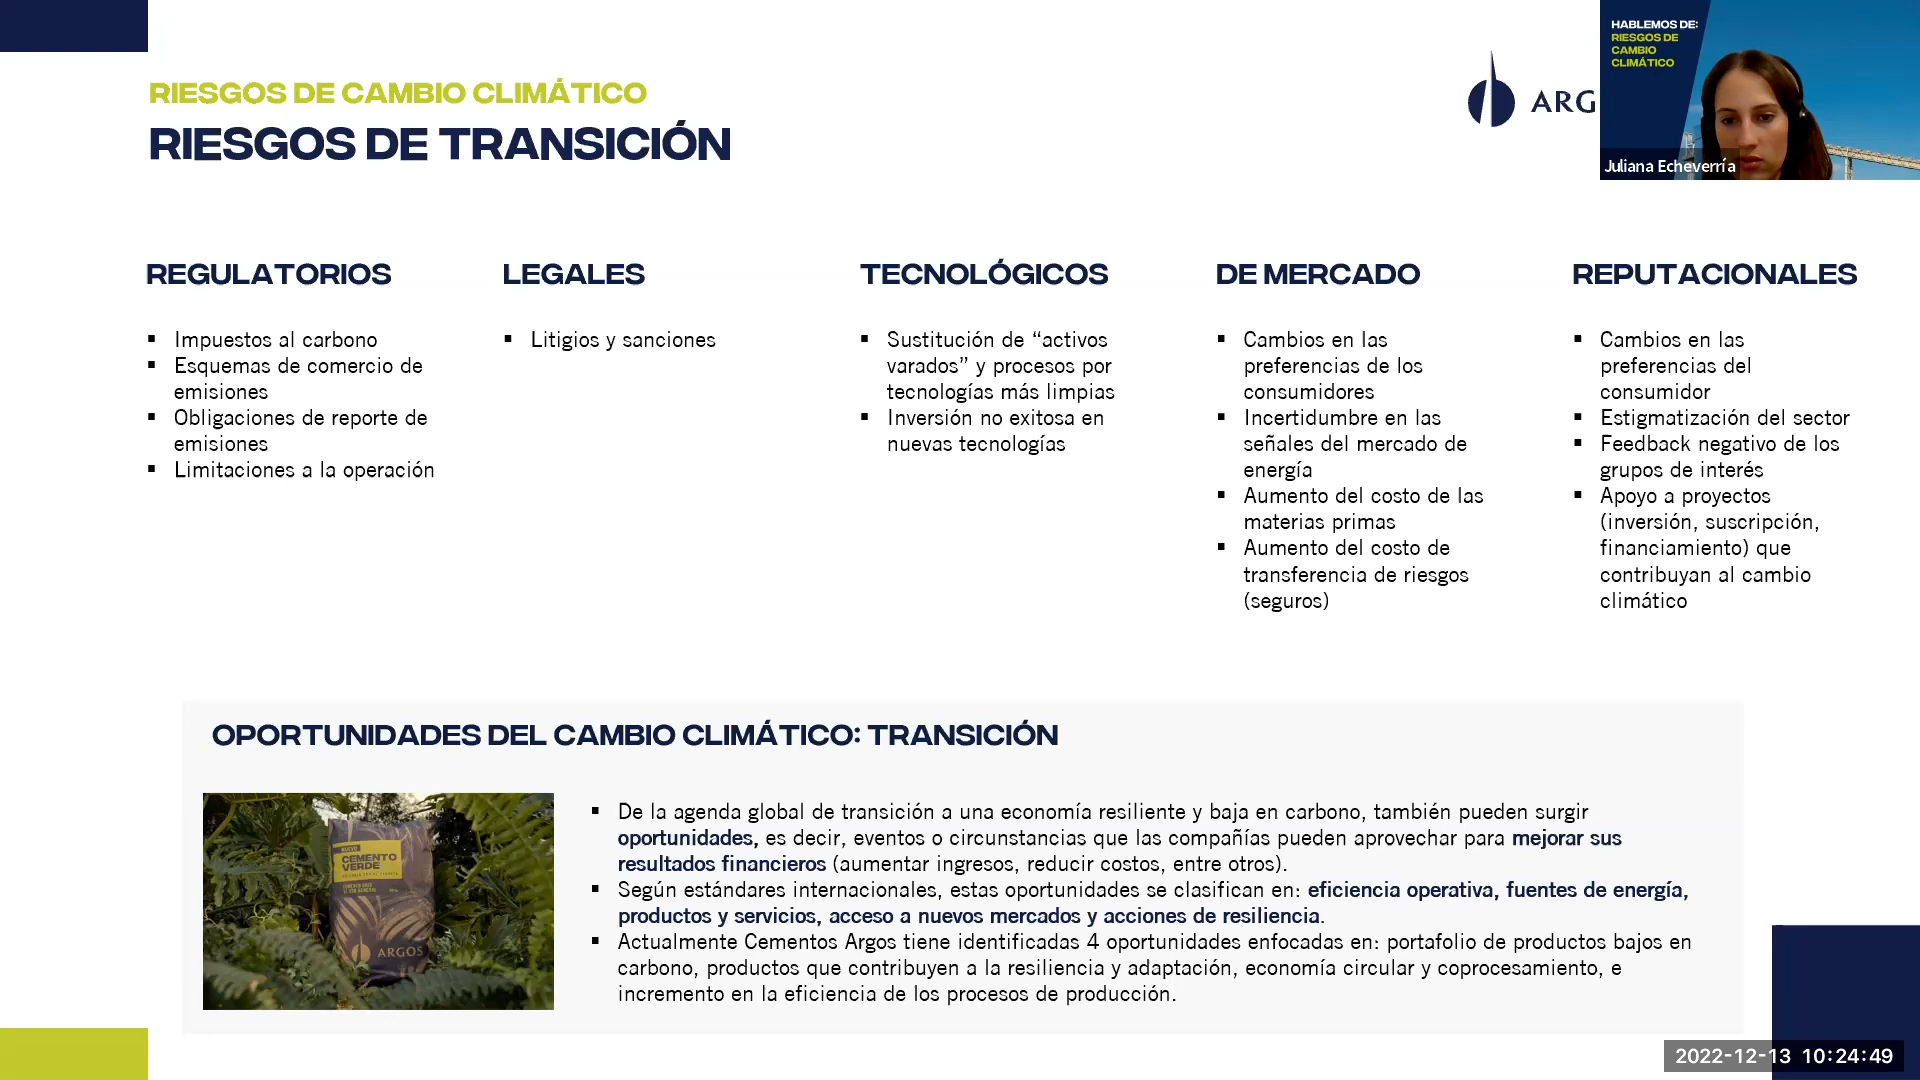 RIESGOS DE CAMBIO CLIMÁTICO
RIESGOS DE TRANSICIÓN
ARG
HABLEMOS DE:
RIESGOS DE
CAMBIO
CLIMÁTICO
Juliana Echeverría
REGULATORIOS
▪ Impuestos al carbono
▪ Esquemas de comercio de
emisiones
▪ Obligaciones de reporte de
emisiones
▪ Limitaciones a la operación
LEGALES
▪ Litigios y sanciones
TECNOLÓGICOS
▪ Sustitución de “activos
varados” y procesos por
tecnologías más limpias
▪ Inversión no exitosa en
nuevas tecnologías
DE MERCADO
▪ Cambios en las
preferencias de los
consumidores
▪ Incertidumbre en las
señales del mercado de
energía
▪ Aumento del costo de las
materias primas
▪ Aumento del costo de
transferencia de riesgos
(seguros)
REPUTACIONALES
▪ Cambios en las
preferencias del
consumidor
▪ Estigmatización del sector
▪ Feedback negativo de los
grupos de interés
▪ Apoyo a proyectos
(inversión, suscripción,
financiamiento) que
contribuyan al cambio
climático
OPORTUNIDADES DEL CAMBIO CLIMÁTICO: TRANSICIÓN
NUEVO
CEMENTO
VERDE
ARGOS
▪ De la agenda global de transición a una economía resiliente y baja en carbono, también pueden surgir
oportunidades, es decir, eventos o circunstancias que las compañías pueden aprovechar para mejorar sus
resultados financieros (aumentar ingresos, reducir costos, entre otros).
▪ Según estándares internacionales, estas oportunidades se clasifican en: eficiencia operativa, fuentes de energía,
productos y servicios, acceso a nuevos mercados y acciones de resiliencia.
▪ Actualmente Cementos Argos tiene identificadas 4 oportunidades enfocadas en: portafolio de productos bajos en
carbono, productos que contribuyen a la resiliencia y adaptación, economía circular y coprocesamiento, e
incremento en la eficiencia de los procesos de producción.
2022-12-13 10:24:49